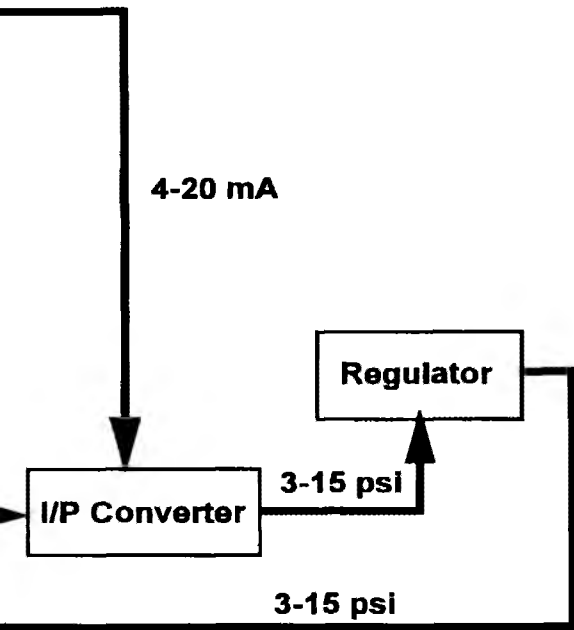 4-20 mA
Regulator
3-15 psi
I/P Converter
3-15 psi